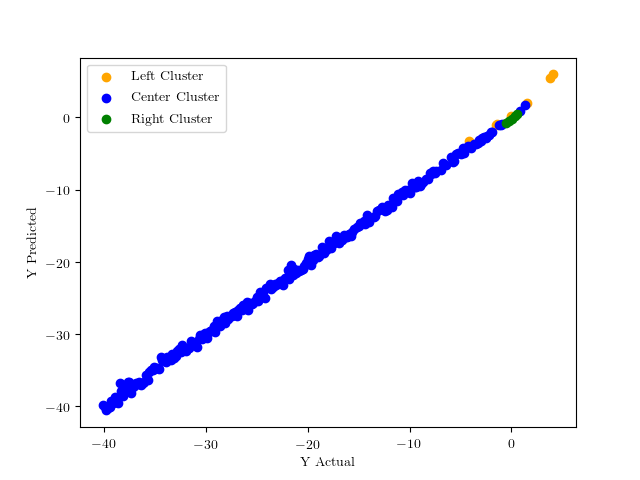 Left Cluster
Center Cluster
Right Cluster
0
−10
−20
−30
−40
Y Predicted
−40 −30 −20 −10 0
Y Actual